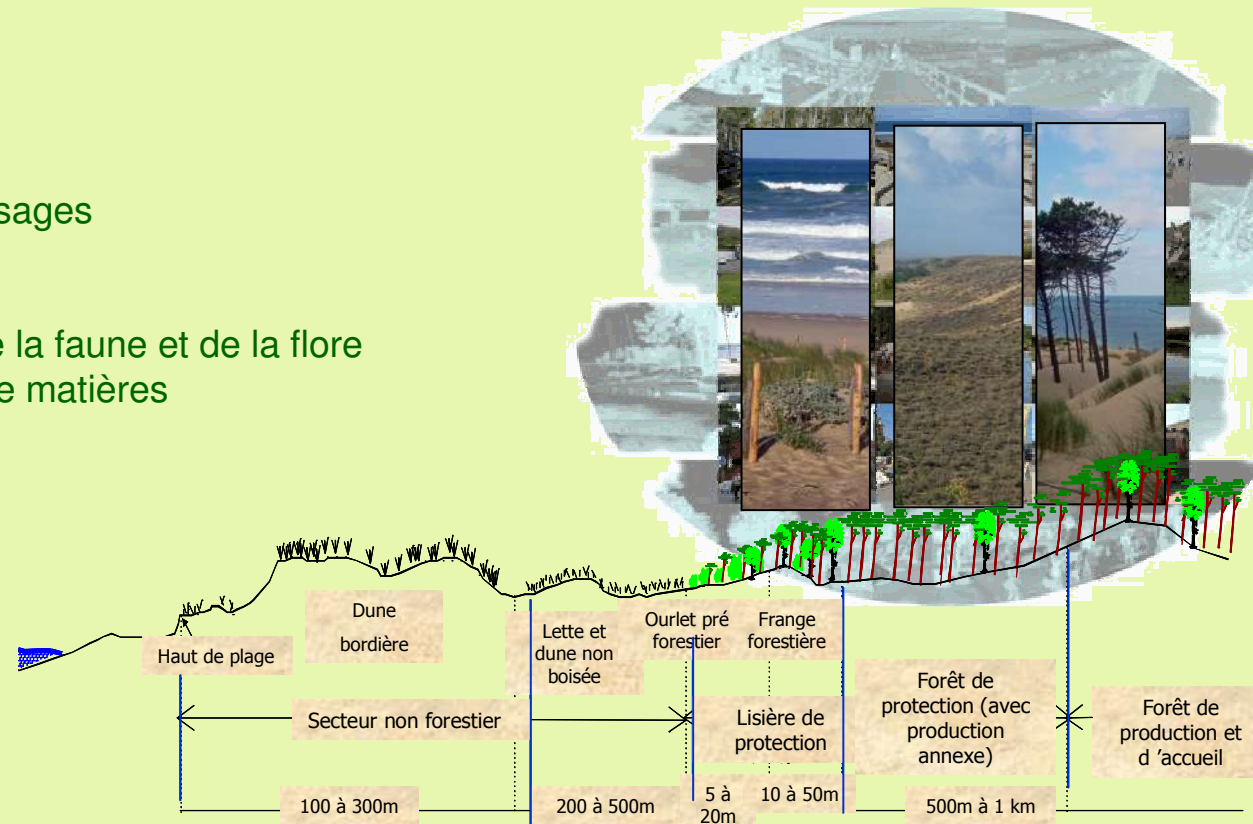 sages
e la faune et de la flore
e matières
Haut de plage
Dune
bordière
Lette et
dune non
boisée
Ourlet pré
forestier
Frange
forestière
Secteur non forestier
Lisière de
protection
Forêt de
protection (avec
production
annexe)
Forêt de
production et
d ’accueil
100 à 300m
200 à 500m
5 à
20m
10 à 50m
500m à 1 km